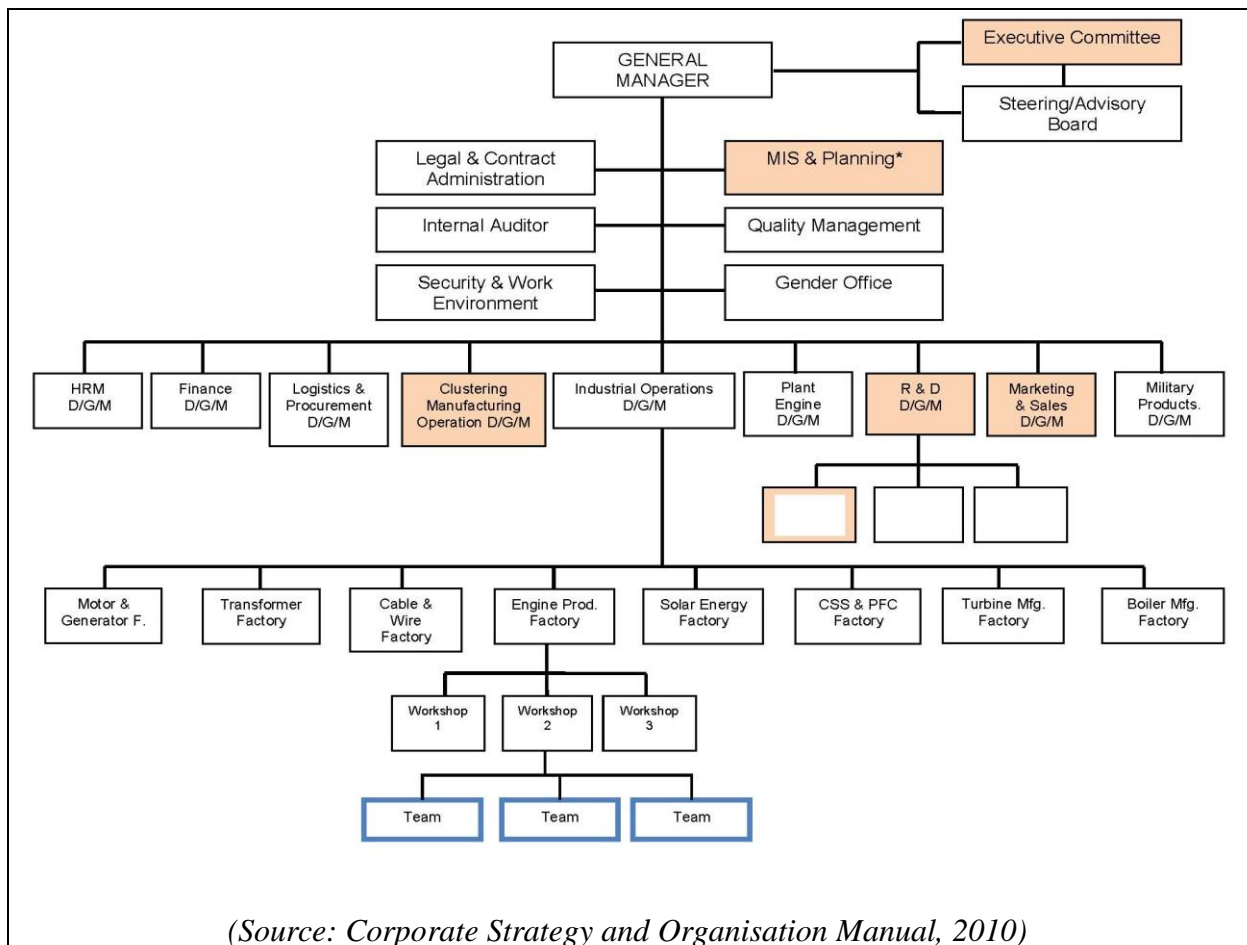 Executive Committee
GENERAL
MANAGER
Steering/Advisory
Board
Legal & Contract
Administration
MIS & Planning*
Internal Auditor
Quality Management
Security & Work
Environment
Gender Office
HRM
D/G/M
Finance
D/G/M
Logistics &
Procurement
D/G/M
Clustering
Manufacturing
Operation D/G/M
Industrial Operations
D/G/M
Plant
Engine
D/G/M
R & D
D/G/M
Marketing
& Sales
D/G/M
Military
Products.
D/G/M
Motor &
Generator F.
Transformer
Factory
Cable &
Wire
Factory
Engine Prod.
Factory
Solar Energy
Factory
CSS & PFC
Factory
Turbine Mfg.
Factory
Boiler Mfg.
Factory
Workshop
1
Workshop
2
Workshop
3
Team
Team
Team
(Source: Corporate Strategy and Organisation Manual, 2010)